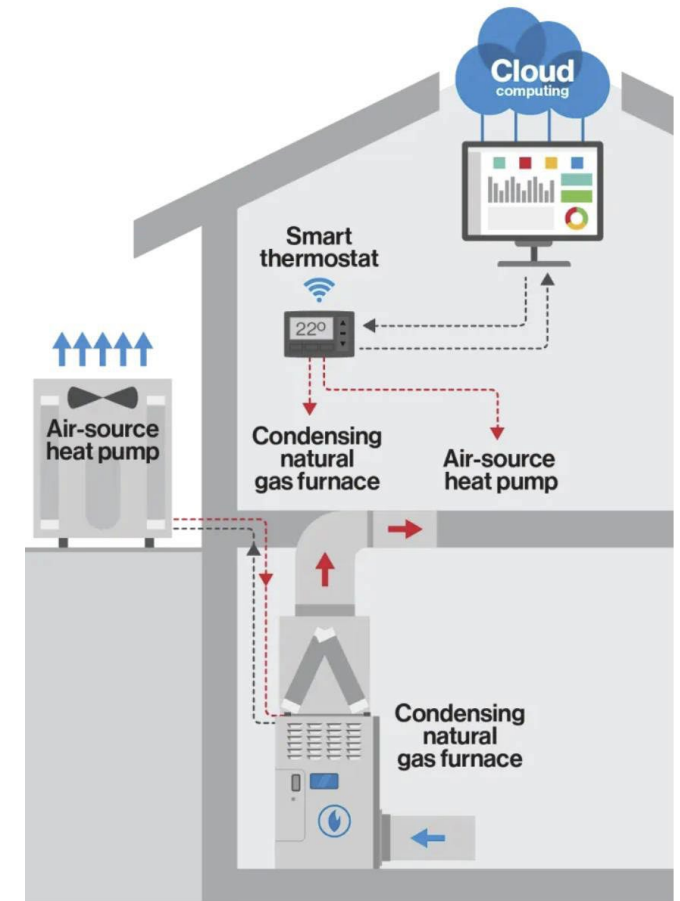 Cloud
computing
Smart
thermostat
22º
Air-source
heat pump
Condensing
natural
gas furnace
Air-source
heat pump
Condensing
natural
gas furnace